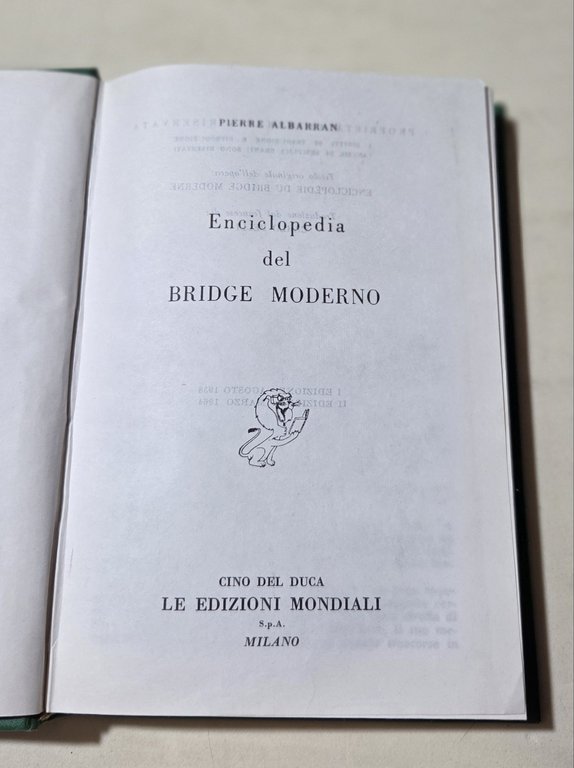 PIERRE ALBARRAN
Enciclopedia
del
BRIDGE MODERNO
CINO DEL DUCA
LE EDIZIONI MONDIALI
S.p.A.
MILANO